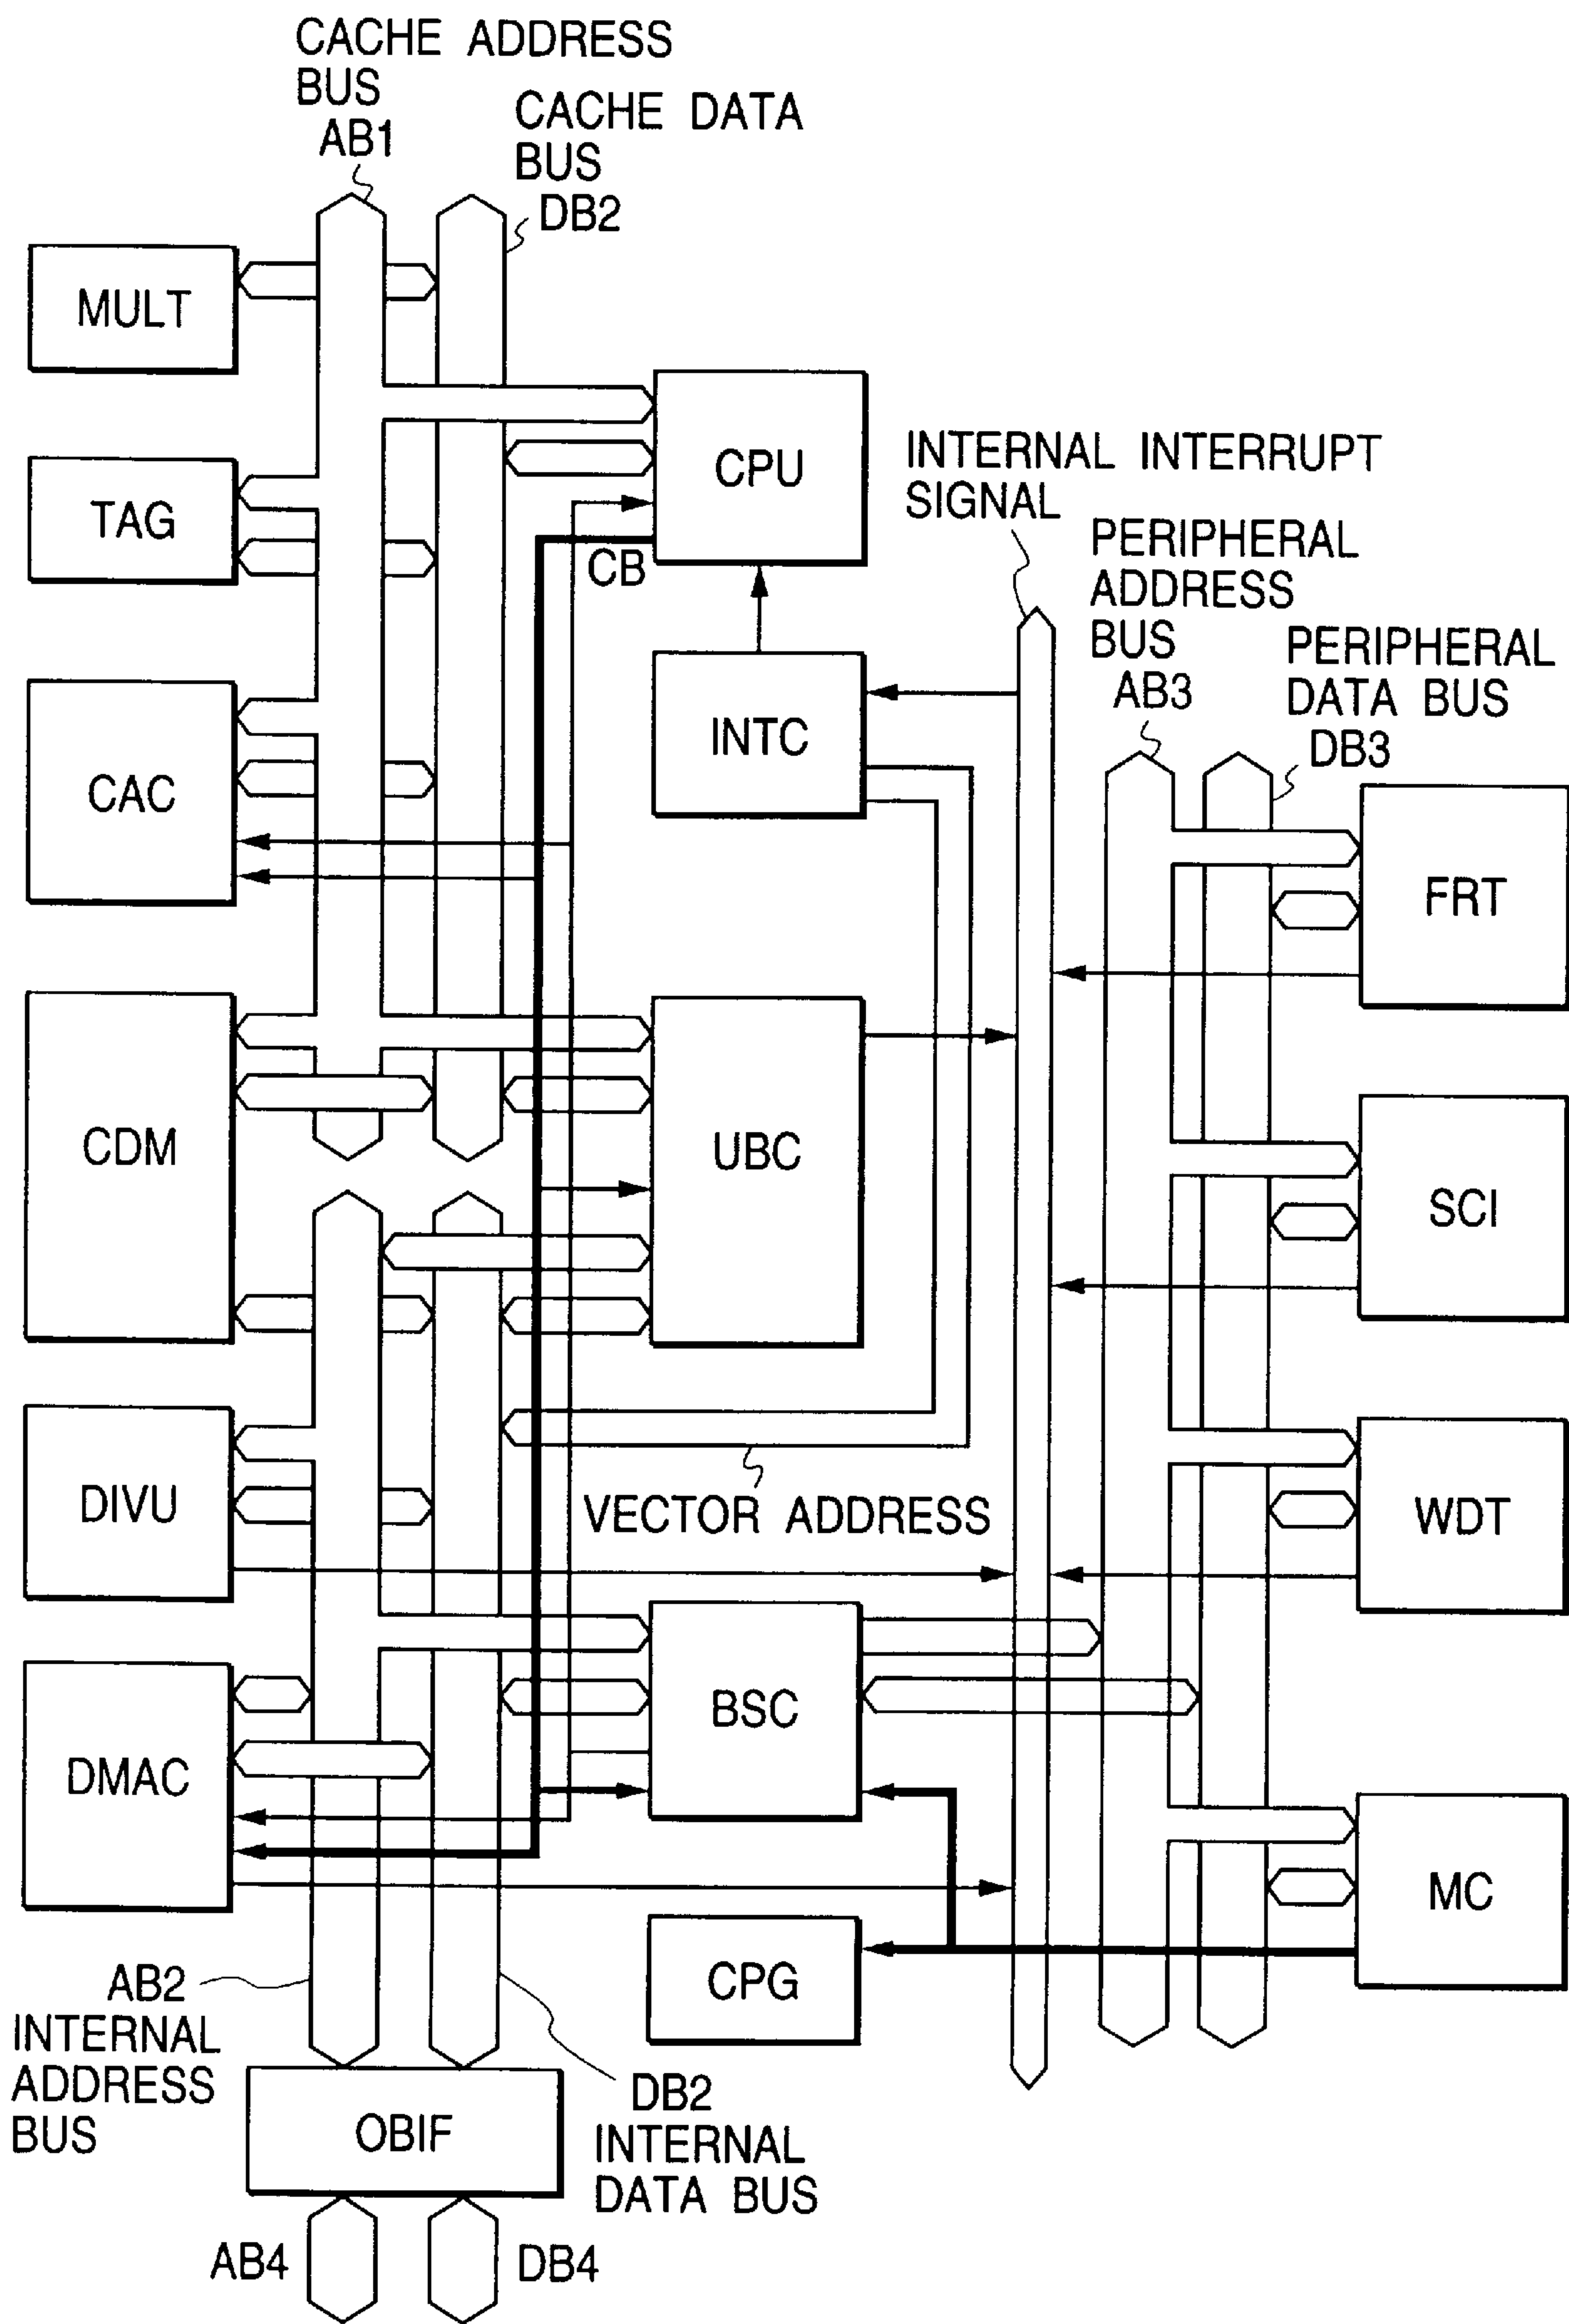 CACHE ADDRESS
BUS
AB1
CACHE DATA
BUS
DB2
MULT
CPU
TAG
CB
INTERNAL INTERRUPT
SIGNAL
PERIPHERAL
ADDRESS
BUS
AB3
PERIPHERAL
DATA BUS
DB3
CAC
INTC
FRT
CDM
UBC
SCI
DIVU
VECTOR ADDRESS
WDT
DMAC
BSC
MC
CPG
AB2
INTERNAL
ADDRESS
BUS
OBIF
DB2
INTERNAL
DATA BUS
AB4
DB4